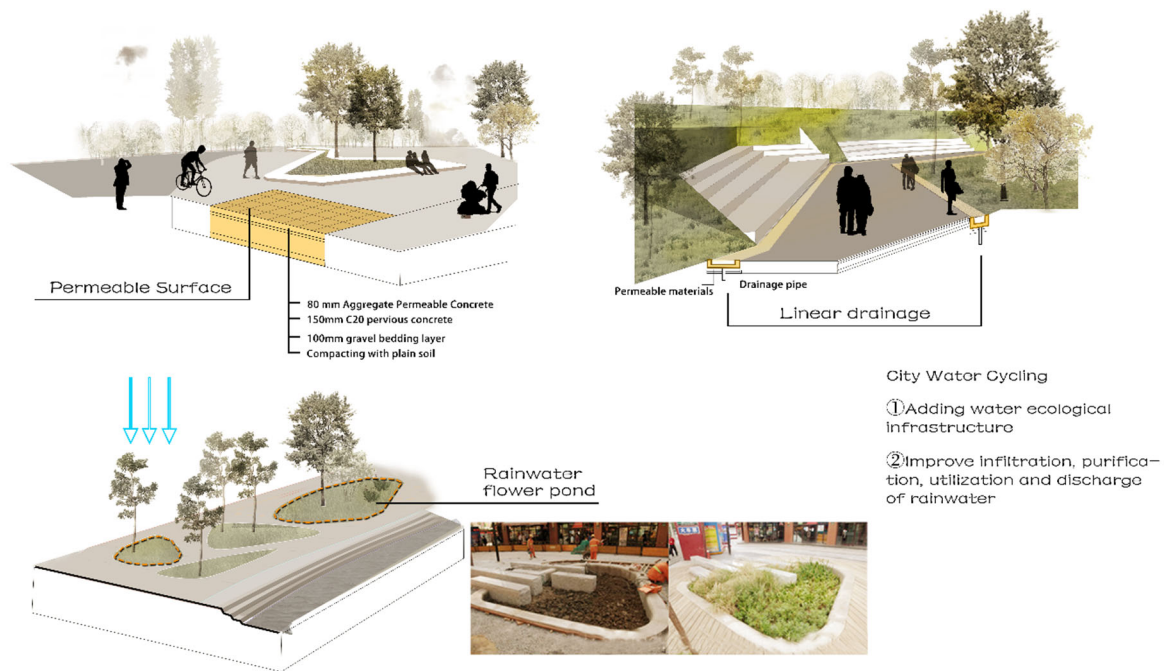 Permeable Surface
80 mm Aggregate Permeable Concrete
150mm C20 pervious concrete
100mm gravel bedding layer
Compacting with plain soil
Permeable materials
Drainage pipe
Linear drainage
City Water Cycling
①Adding water ecological
infrastructure
②Improve infiltration, purifica-
tion, utilization and discharge
of rainwater
Rainwater
flower pond